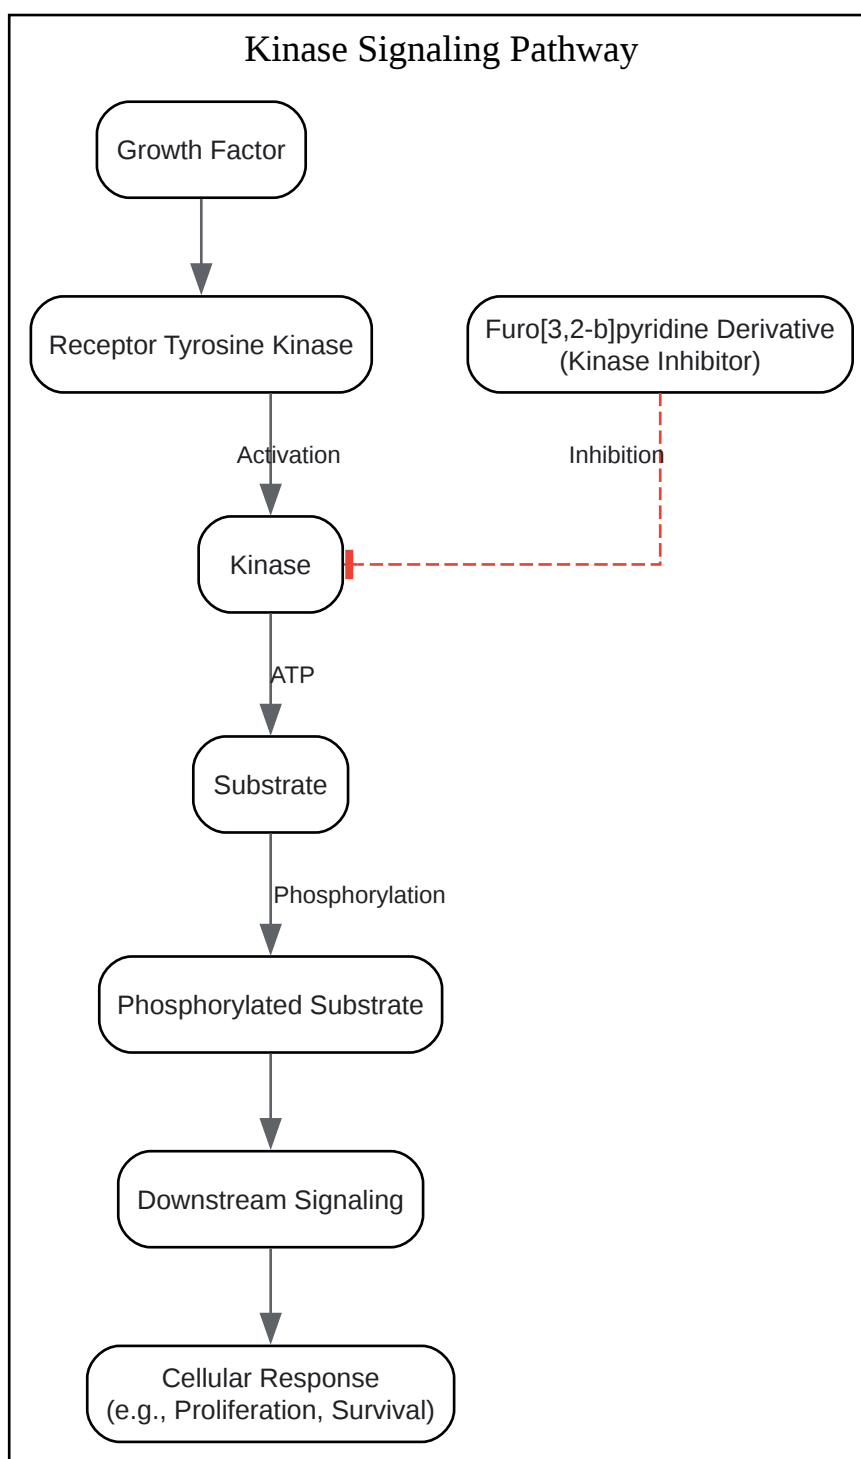 Kinase Signaling Pathway
Growth Factor
Receptor Tyrosine Kinase
Furo[3,2-b]pyridine Derivative
(Kinase Inhibitor)
Activation
Inhibition
Kinase
ATP
Substrate
Phosphorylation
Phosphorylated Substrate
Downstream Signaling
Cellular Response
(e.g., Proliferation, Survival)